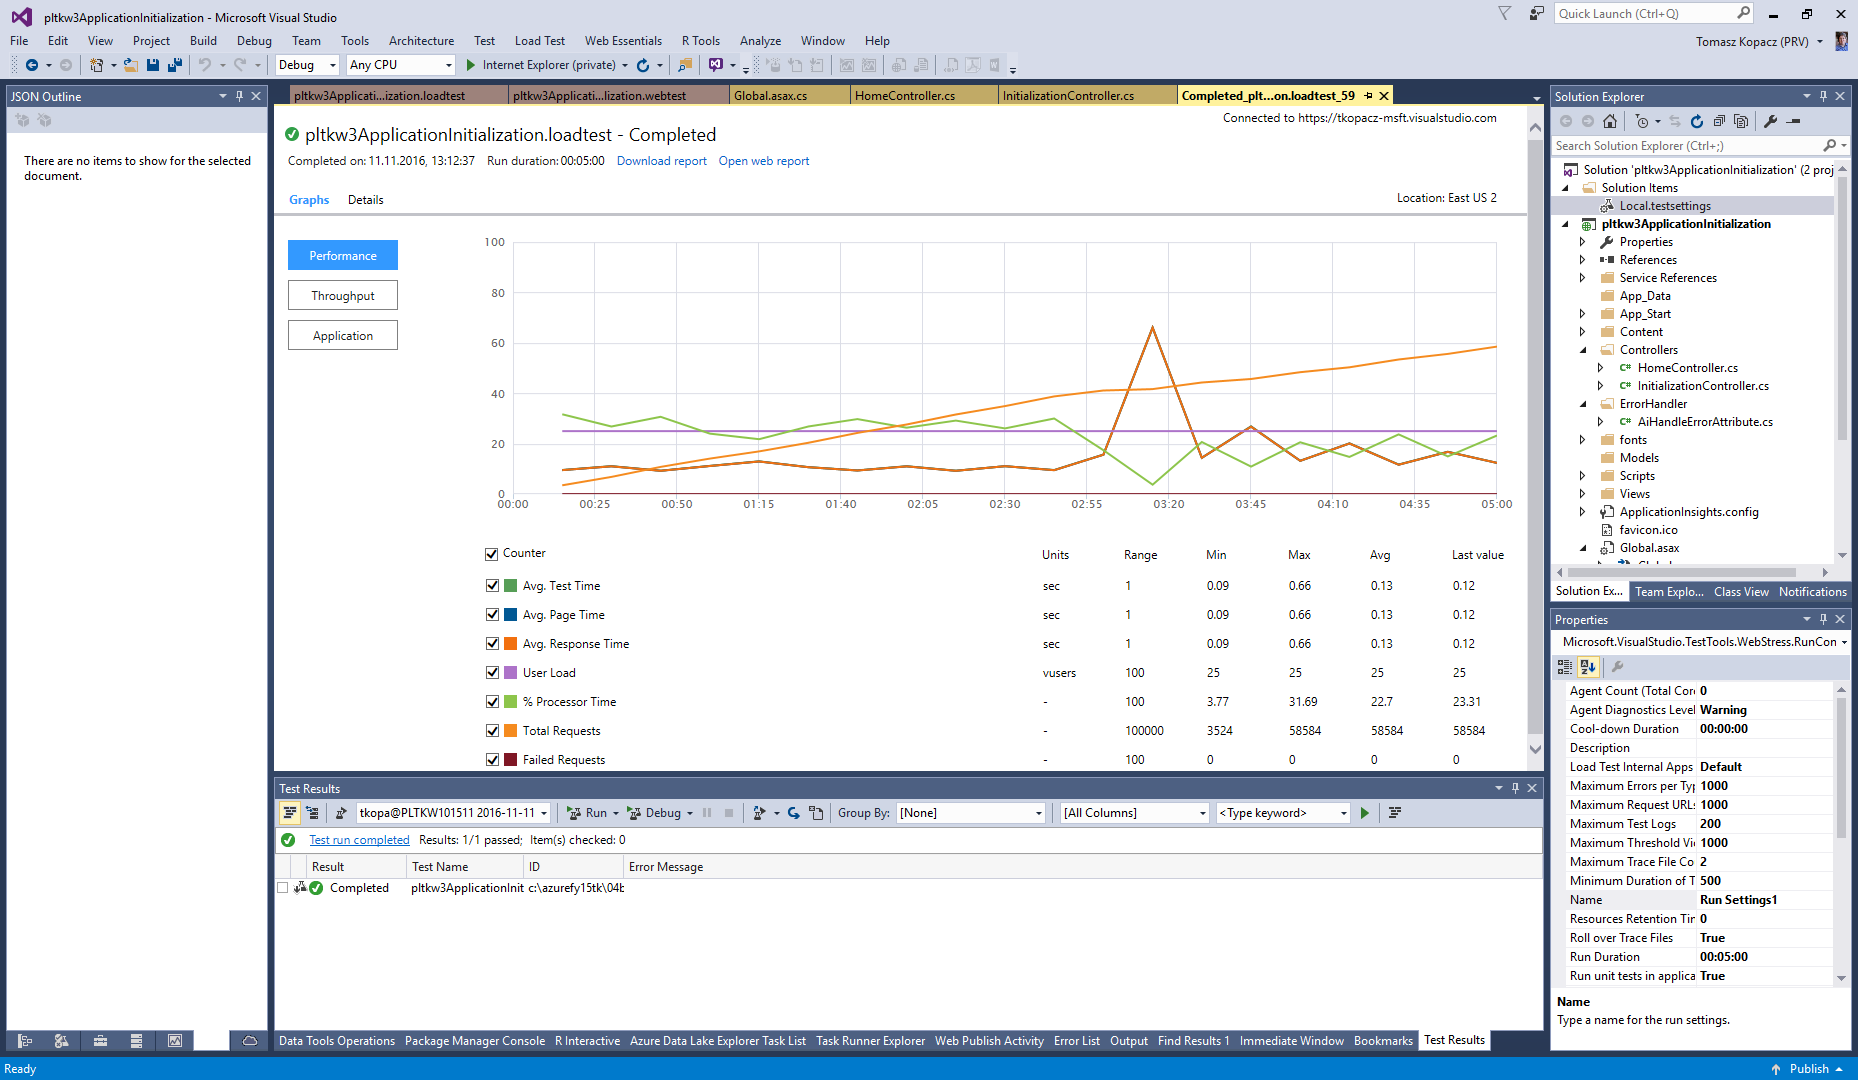 pltkw3ApplicationInitialization - Microsoft Visual Studio
Quick Launch (Ctrl+Q)
File Edit View Project Build Debug Team Tools Architecture Test Load Test Web Essentials R Tools Analyze Window Help
Tomasz Kopacz (PRV)
Debug Any CPU Internet Explorer (private)
JSON Outline
There are no items to show for the selected
document.
pltkw3Applicati...ization.loadtest pltkw3Applicati...lization.webtest Global.asax.cs HomeController.cs InitializationController.cs Completed_plt...on.loadtest_59
Connected to https://tkopacz-msft.visualstudio.com
pltkw3ApplicationInitialization.loadtest - Completed
Completed on: 11.11.2016, 13:12:37 Run duration: 00:05:00 Download report Open web report
Graphs Details
Location: East US 2
Performance
Throughput
Application
100
80
60
40
20
0
00:00 00:25 00:50 01:15 01:40 02:05 02:30 02:55 03:20 03:45 04:10 04:35 05:00
Counter Units Range Min Max Avg Last value
Avg. Test Time sec 1 0.09 0.66 0.13 0.12
Avg. Page Time sec 1 0.09 0.66 0.13 0.12
Avg. Response Time sec 1 0.09 0.66 0.13 0.12
User Load vusers 100 25 25 25 25
% Processor Time - 100 3.77 31.69 22.7 23.31
Total Requests - 100000 3524 58584 58584 58584
Failed Requests - 100 0 0 0 0
Test Results
tkopa@PLTKW101511 2016-11-11 Run Debug Group By: [None] [All Columns] <Type keyword>
Test run completed Results: 1/1 passed; Item(s) checked: 0
Result Test Name ID Error Message
Completed pltkw3ApplicationInit c:\azurefy15tk\04b
Data Tools Operations Package Manager Console R Interactive Azure Data Lake Explorer Task List Task Runner Explorer Web Publish Activity Error List Output Find Results 1 Immediate Window Bookmarks Test Results
Solution Explorer
Search Solution Explorer (Ctrl+;)
Solution 'pltkw3ApplicationInitialization' (2 proj
Solution Items
Local.testsettings
pltkw3ApplicationInitialization
Properties
References
Service References
App_Data
App_Start
Content
Controllers
C# HomeController.cs
C# InitializationController.cs
ErrorHandler
C# AiHandleErrorAttribute.cs
fonts
Models
Scripts
Views
ApplicationInsights.config
favicon.ico
Global.asax
Solution Ex... Team Explo... Class View Notifications
Properties
Microsoft.VisualStudio.TestTools.WebStress.RunCon
Agent Count (Total Core 0
Agent Diagnostics Level Warning
Cool-down Duration 00:00:00
Description
Load Test Internal Apps Default
Maximum Errors per Typ 1000
Maximum Request URLs 1000
Maximum Test Logs 200
Maximum Threshold Vi 1000
Maximum Trace File Co 2
Minimum Duration of T 500
Name Run Settings1
Resources Retention Tin 0
Roll over Trace Files True
Run Duration 00:05:00
Run unit tests in applica True
Name
Type a name for the run settings.
Ready
Publish